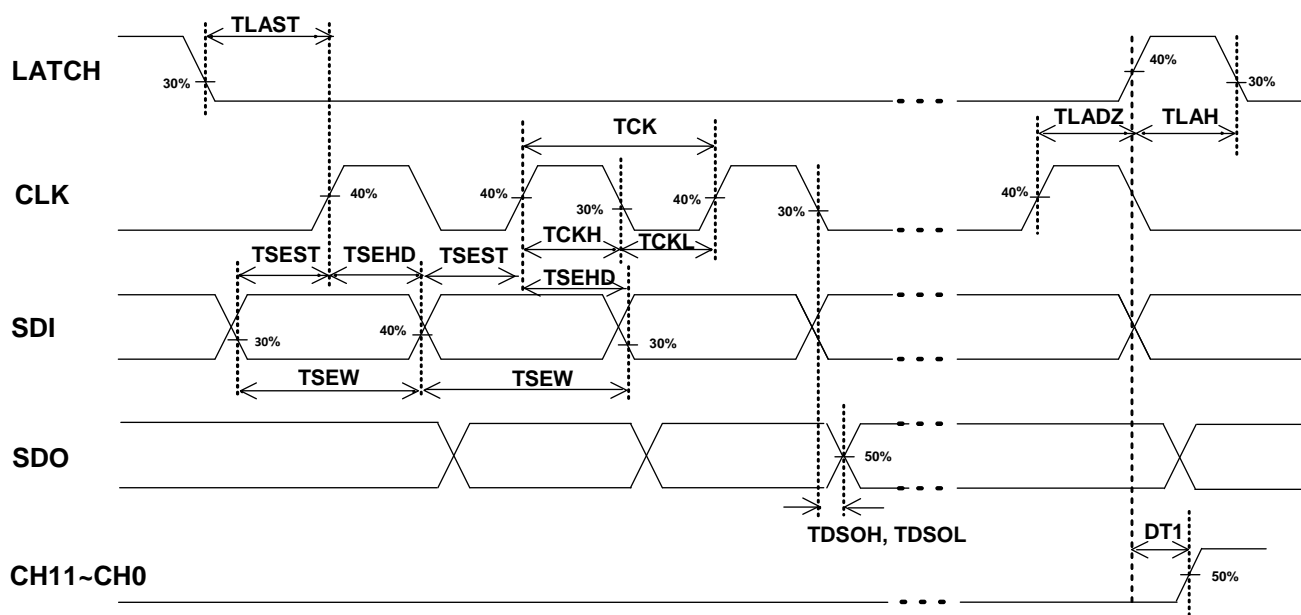 TLAST
LATCH
30%
40%
30%
TLADZ
TLAH
TCK
CLK
40%
40%
30%
40%
30%
40%
TCKH
TCKL
TSEST
TSEHD
TSEST
TSEHD
SDI
30%
40%
30%
TSEW
TSEW
SDO
50%
TDSOH, TDSOL
DT1
CH11~CH0
50%